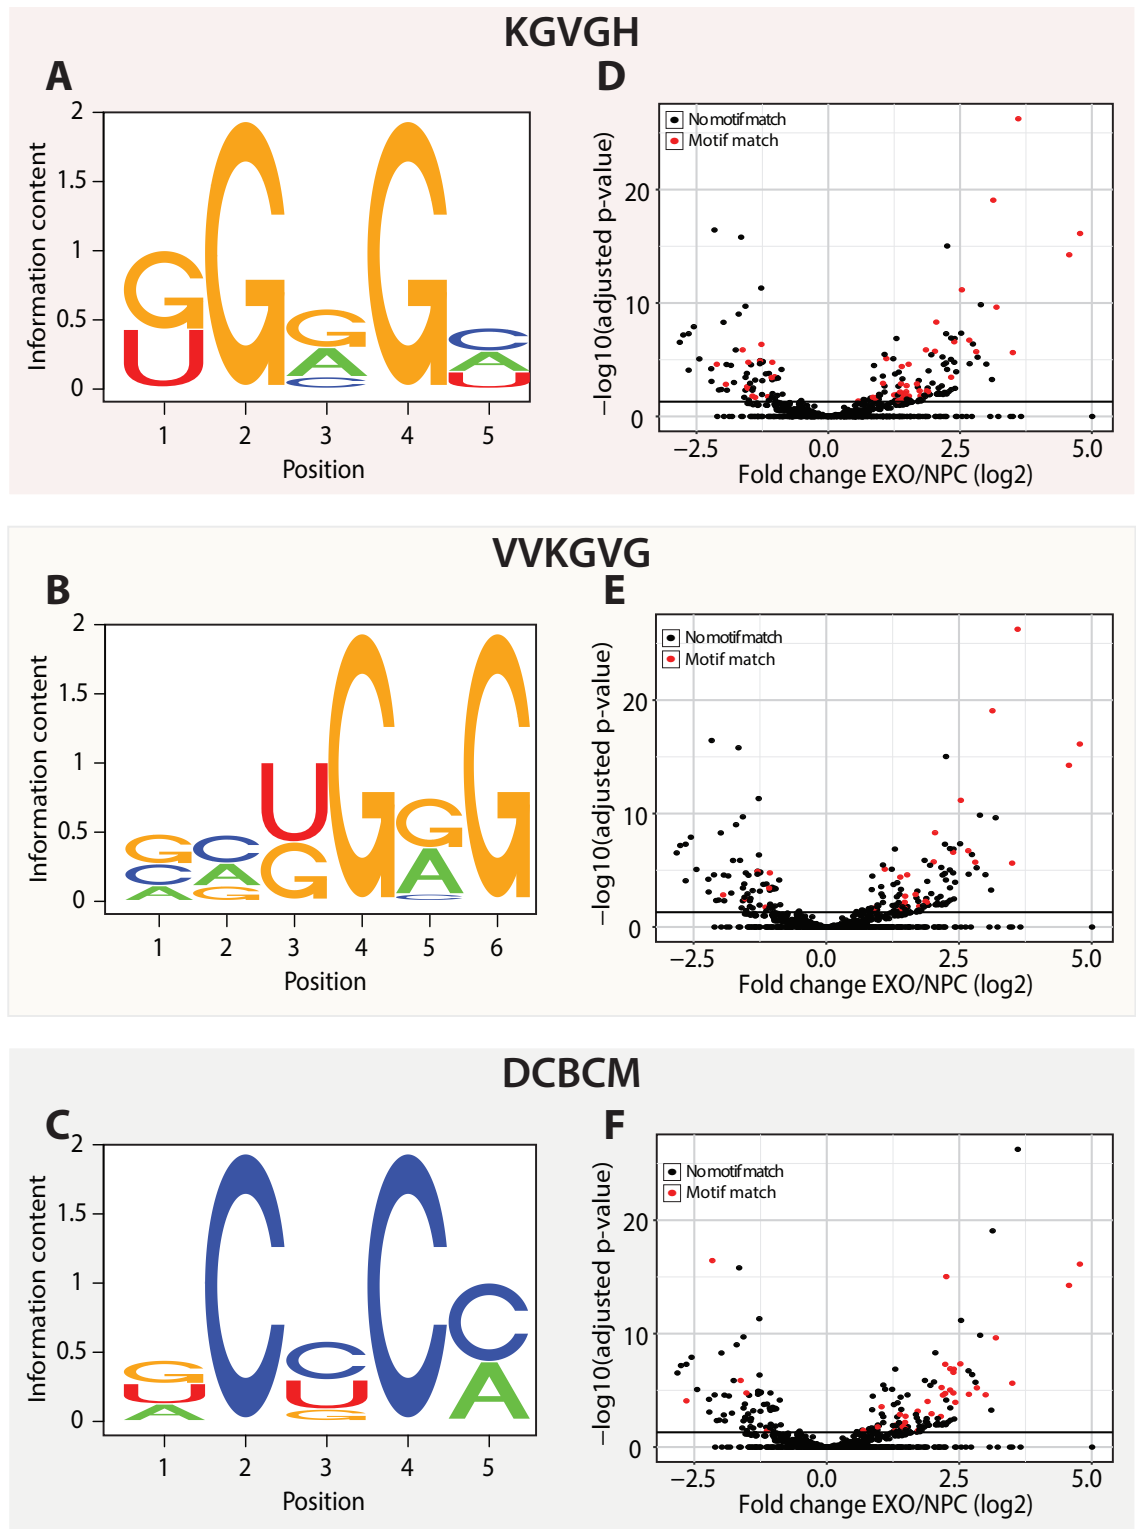 KGVGH
A
D
2
1.5
1
0.5
0
Information content
G U
G
G A C
G
C A U
1 2 3 4 5
Position
No motif match
Motif match
20
10
0
−log10(adjusted p-value)
−2.5 0.0 2.5 5.0
Fold change EXO/NPC (log2)
VVKGVG
B
E
2
1.5
1
0.5
0
Information content
G C A
C A G
U G
G
G A C
G
1 2 3 4 5 6
Position
No motif match
Motif match
20
10
0
−log10(adjusted p-value)
−2.5 0.0 2.5 5.0
Fold change EXO/NPC (log2)
DCBCM
C
F
2
1.5
1
0.5
0
Information content
G U A
C
C U G
C
C A
1 2 3 4 5
Position
No motif match
Motif match
20
10
0
−log10(adjusted p-value)
−2.5 0.0 2.5 5.0
Fold change EXO/NPC (log2)